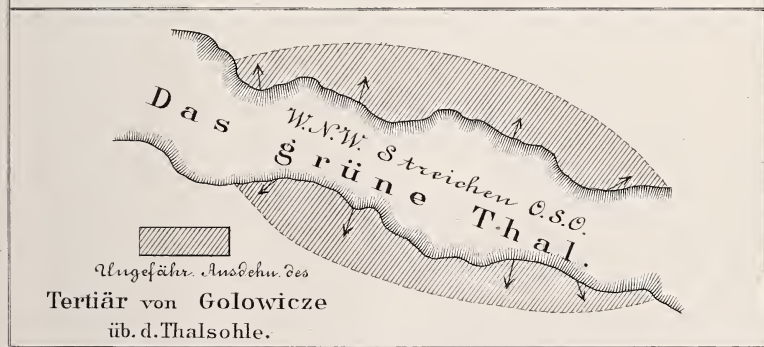 Das grüne Thal.
W.N.W. Streichen O.S.O.
Ungefähr. Ausdehn. des
Tertiär von Golowicze
üb. d. Thalsohle.